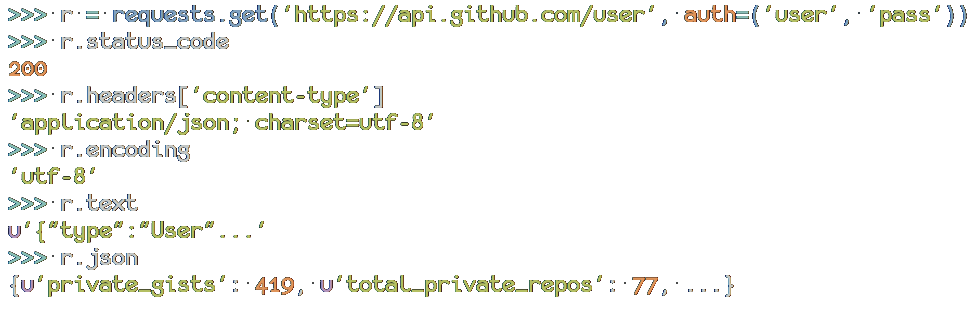 >>> r = requests.get('https://api.github.com/user', auth=('user', 'pass'))
>>> r.status_code
200
>>> r.headers['content-type']
'application/json; charset=utf-8'
>>> r.encoding
'utf-8'
>>> r.text
u'{"type":"User"...'
>>> r.json
{u'private_gists': 419, u'total_private_repos': 77, ...}